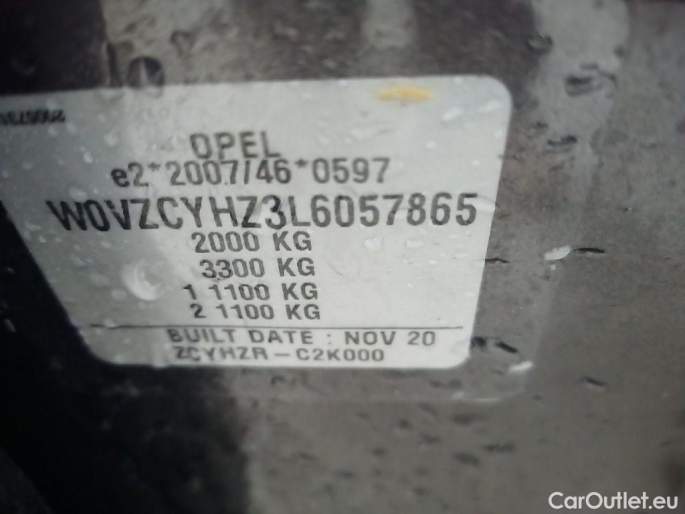 OPEL
e2*2007/46*0597
W0VZCYHZ3L6057865
2000 KG
3300 KG
1 1100 KG
2 1100 KG
BUILT DATE : NOV 20
ZCYHZR-C2K000
CarOutlet.eu